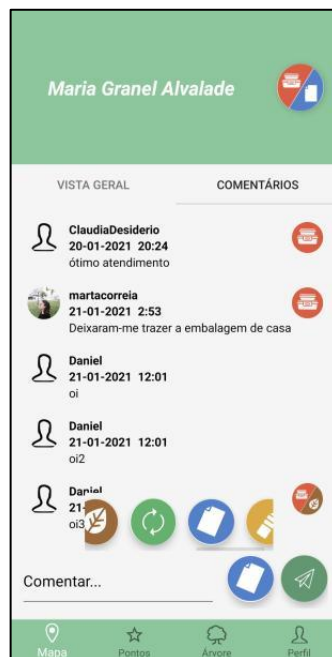 Maria Granel Alvalade
VISTA GERAL COMENTÁRIOS
ClaudiaDesiderio
20-01-2021 20:24
ótimo atendimento
martacorreia
21-01-2021 2:53
Deixaram-me trazer a embalagem de casa
Daniel
21-01-2021 12:01
oi
Daniel
21-01-2021 12:01
oi2
Daniel
21-
oi3
Comentar...
Mapa Pontos Árvore Perfil